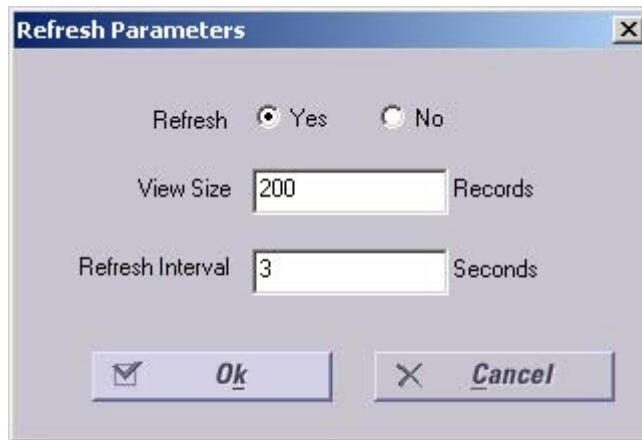 Refresh Parameters
Refresh Yes No
View Size 200 Records
Refresh Interval 3 Seconds
Ok Cancel